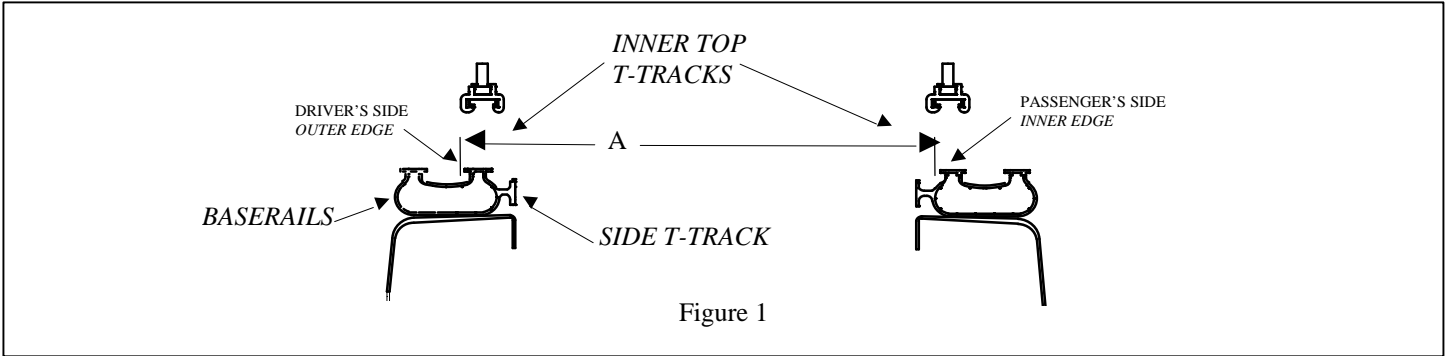 INNER TOP
T-TRACKS
DRIVER'S SIDE
OUTER EDGE
PASSENGER'S SIDE
INNER EDGE
A
BASERAILS
SIDE T-TRACK
Figure 1